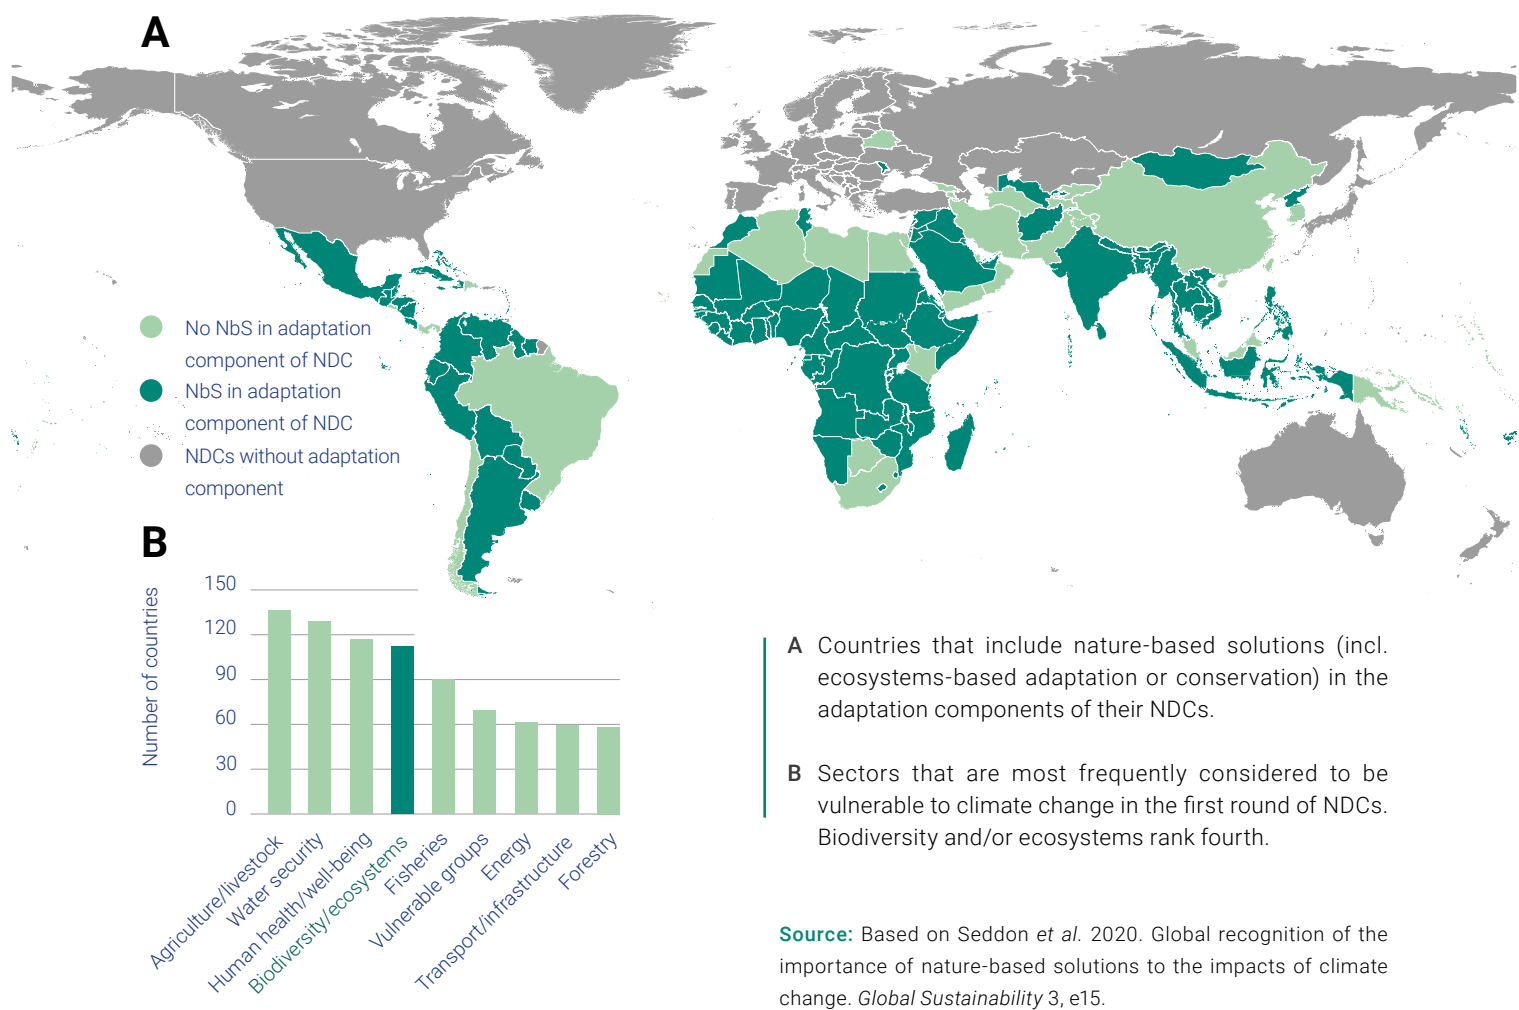 A
No NbS in adaptation
component of NDC
NbS in adaptation
component of NDC
NDCs without adaptation
component
B
Number of countries
150
120
90
60
30
0
Agriculture/livestock
Water security
Human health/well-being
Biodiversity/ecosystems
Fisheries
Vulnerable groups
Energy
Transport/infrastructure
Forestry
A Countries that include nature-based solutions (incl.
ecosystems-based adaptation or conservation) in the
adaptation components of their NDCs.
B Sectors that are most frequently considered to be
vulnerable to climate change in the first round of NDCs.
Biodiversity and/or ecosystems rank fourth.
Source: Based on Seddon et al. 2020. Global recognition of the
importance of nature-based solutions to the impacts of climate
change. Global Sustainability 3, e15.